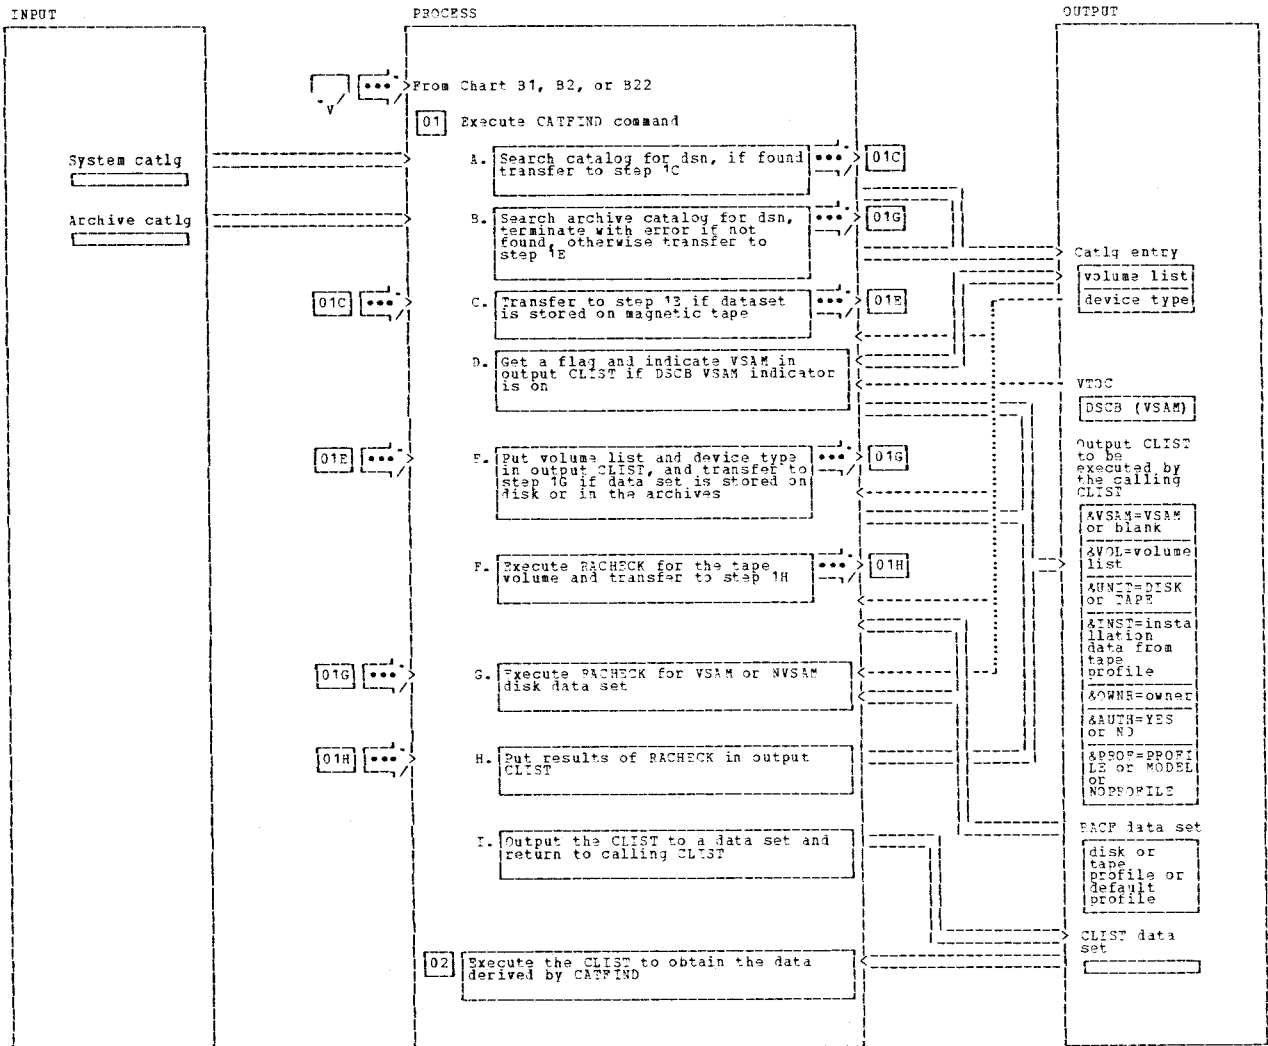 INPUT
PROCESS
OUTPUT
V
From Chart B1, B2, or B22
01 Execute CATFIND command
System catlg
A. Search catalog for dsn, if found
transfer to step 1C
01C
Archive catlg
B. Search archive catalog for dsn,
terminate with error if not
found, otherwise transfer to
step 1E
01G
Catlg entry
volume list
device type
01C
C. Transfer to step 1E if dataset
is stored on magnetic tape
01E
D. Get a flag and indicate VSAM in
output CLIST if DSCB VSAM indicator
is on
VTOC
DSCB (VSAM)
Output CLIST
to be
executed by
the calling
CLIST
01E
E. Put volume list and device type
in output CLIST, and transfer to
step 1G if data set is stored on
disk or in the archives
01G
&VSAM=VSAM
or blank
&VOL=volume
list
&UNIT=DISK
or TAPE
&INST=insta
llation
data from
tape
profile
&OWNR=owner
&AUTH=YES
or NO
&PROF=PROFI
LE or MODEL
or
NOPROFILE
F. Execute RACHECK for the tape
volume and transfer to step 1H
01H
01G
G. Execute RACHECK for VSAM or NVSAM
disk data set
01H
H. Put results of RACHECK in output
CLIST
RACF data set
disk or
tape
profile or
default
profile
I. Output the CLIST to a data set and
return to calling CLIST
CLIST data
set
02 Execute the CLIST to obtain the data
derived by CATFIND